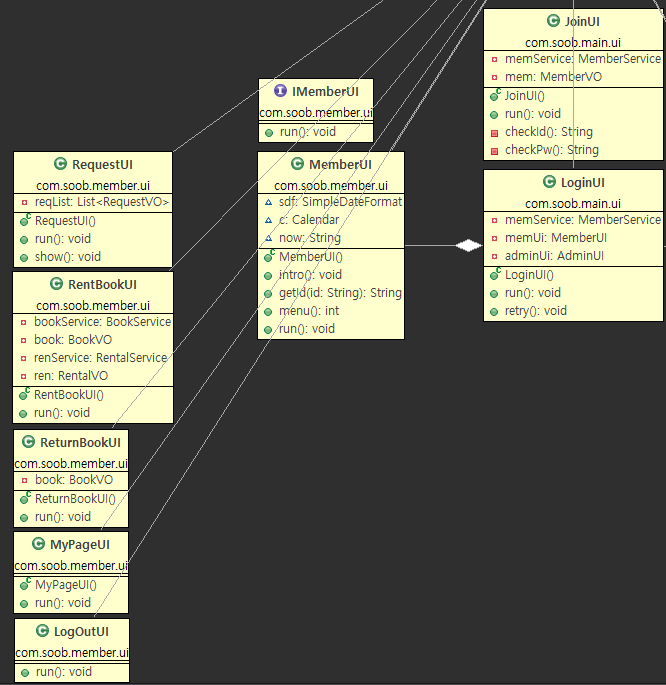 JoinUI
com.soob.main.ui
memService: MemberService
mem: MemberVO
JoinUI()
run(): void
checkId(): String
checkPw(): String
IMemberUI
com.soob.member.ui
run(): void
RequestUI
com.soob.member.ui
reqList: List<RequestVO>
RequestUI()
run(): void
show(): void
MemberUI
com.soob.member.ui
sdf: SimpleDateFormat
c: Calendar
now: String
MemberUI()
intro(): void
getId(id: String): String
menu(): int
run(): void
LoginUI
com.soob.main.ui
memService: MemberService
memUi: MemberUI
adminUi: AdminUI
LoginUI()
run(): void
retry(): void
RentBookUI
com.soob.member.ui
bookService: BookService
book: BookVO
renService: RentalService
ren: RentalVO
RentBookUI()
run(): void
ReturnBookUI
com.soob.member.ui
book: BookVO
ReturnBookUI()
run(): void
MyPageUI
com.soob.member.ui
MyPageUI()
run(): void
LogOutUI
com.soob.member.ui
run(): void